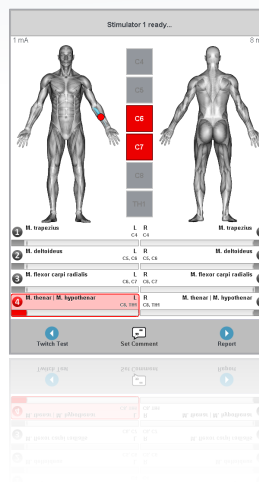 Stimulator 1 ready...
1 mA 8 m
C4
C5
C6
C7
C8
TH1
1 M. trapezius L R M. trapezius
C4 C4
2 M. deltoideus L R M. deltoideus
C5, C6 C5, C6
3 M. flexor carpi radialis L R M. flexor carpi radialis
C6, C7 C6, C7
4 M. thenar | M. hypothenar L R M. thenar | M. hypothenar
C8, TH1 C8, TH1
Twitch Test Set Comment Report